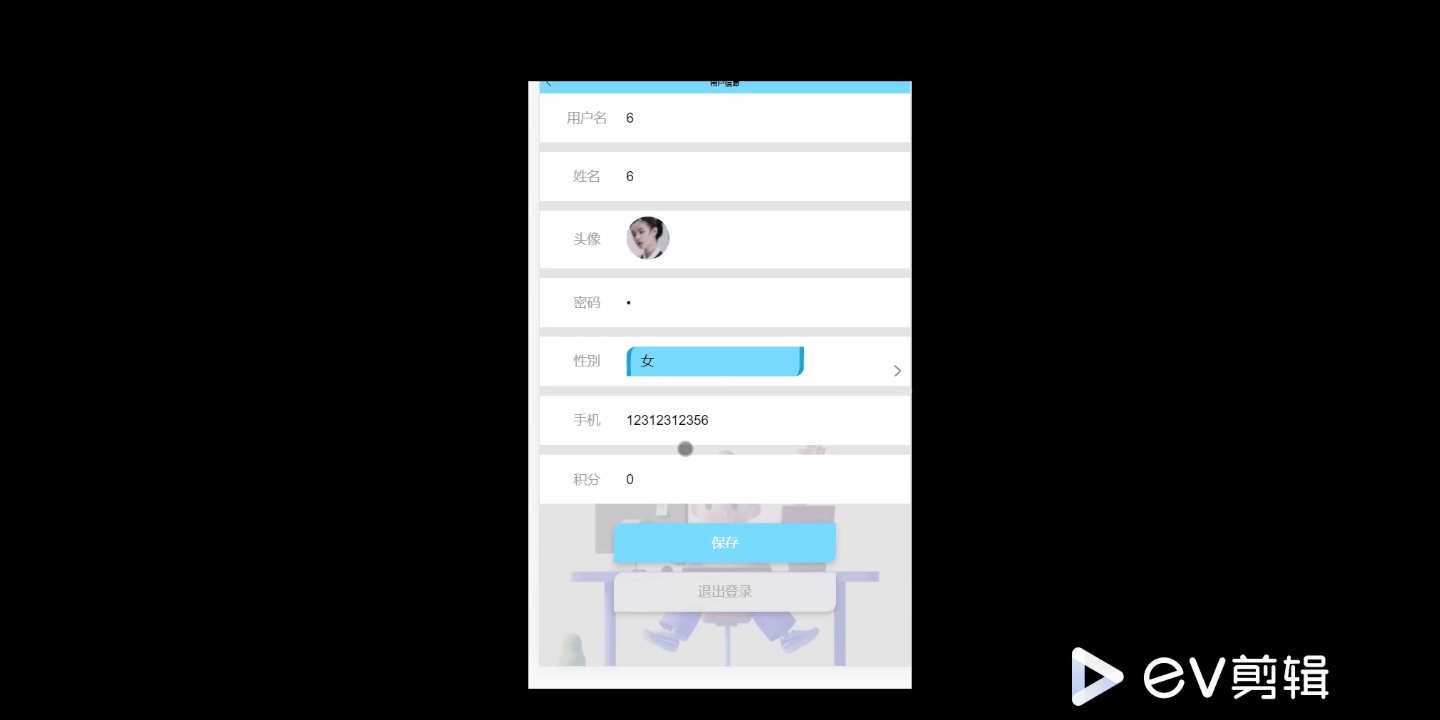 用户信息
用户名 6
姓名 6
头像
密码 •
性别 女
手机 12312312356
积分 0
保存
退出登录
eV剪辑